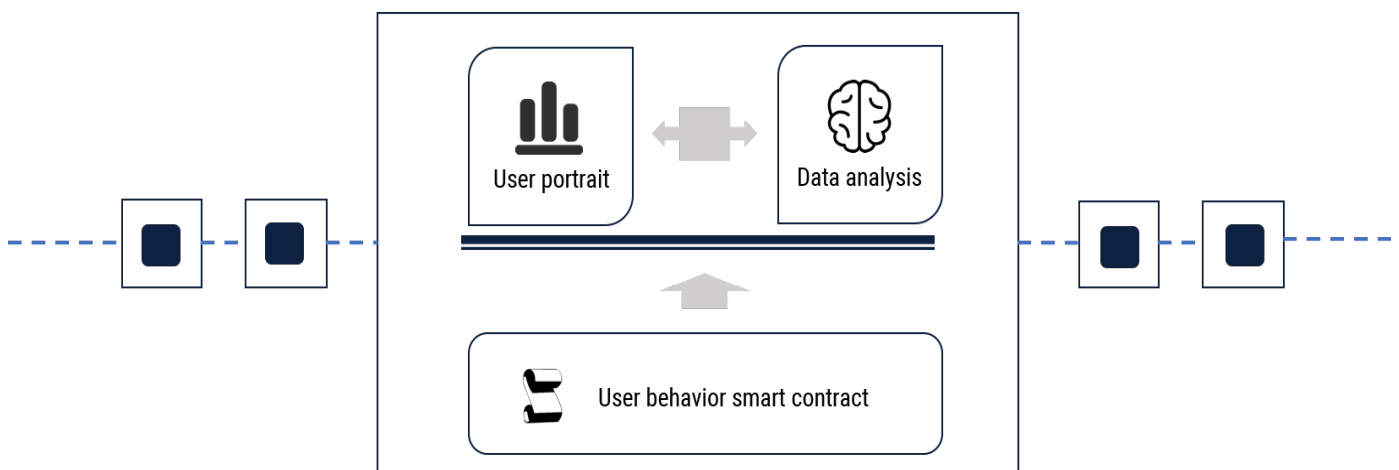 User portrait
Data analysis
User behavior smart contract